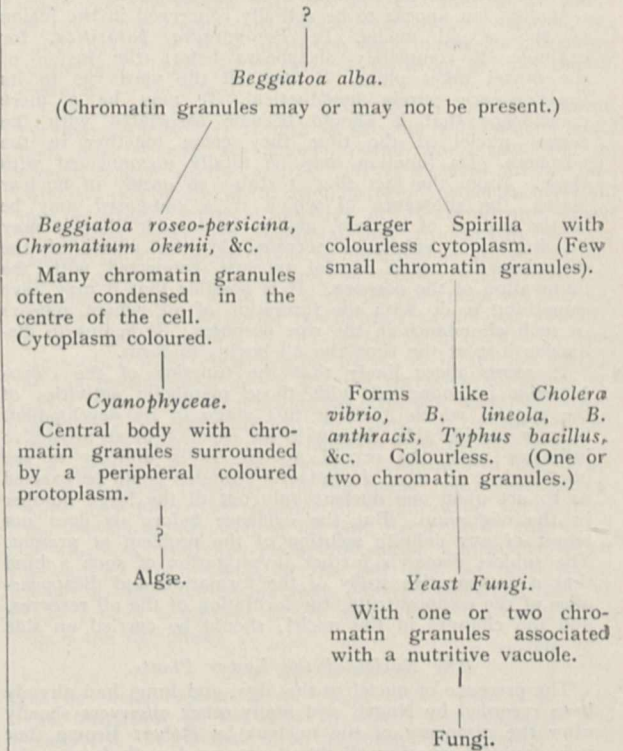 ?
Beggiatoa alba.
(Chromatin granules may or may not be present.)
Beggiatoa roseo-persicina,
Chromatium okenii, &c.
Many chromatin granules
often condensed in the
centre of the cell.
Cytoplasm coloured.
Cyanophyceae.
Central body with chro-
matin granules surrounded
by a peripheral coloured
protoplasm.
?
Algæ.
Larger Spirilla with
colourless cytoplasm. (Few
small chromatin granules).
Forms like Cholera
vibrio, B. lineola, B.
anthracis, Typhus bacillus,
&c. Colourless. (One or
two chromatin granules.)
Yeast Fungi.
With one or two chro-
matin granules associated
with a nutritive vacuole.
Fungi.